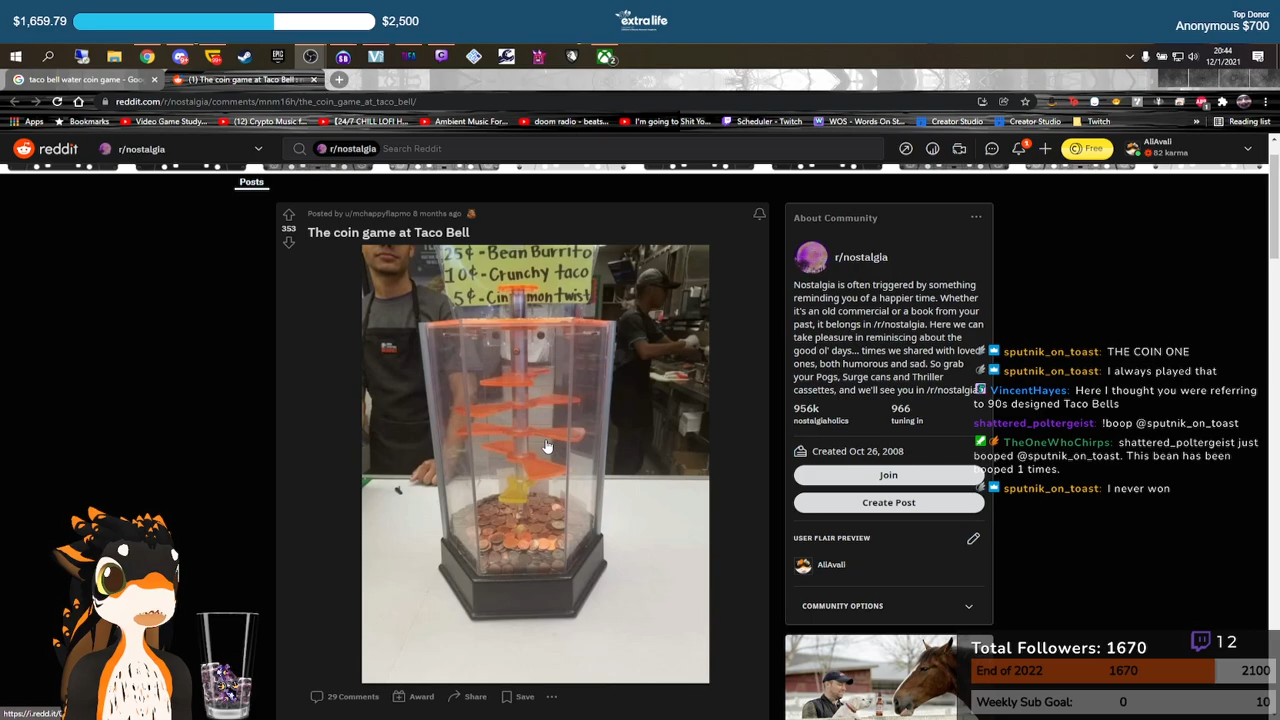 $1,659.79
$2,500
extralife
Top Donor
Anonymous $700
20:44
12/1/2021
taco bell water coin game - Goo
(1) The coin game at Taco Bell :
reddit.com/r/nostalgia/comments/mnm16h/the_coin_game_at_taco_bell/
Apps
Bookmarks
Video Game Study...
(12) Crypto Music f...
[24/7 CHILL LOFI H...
Ambient Music For...
doom radio - beats...
I'm going to Shit Yo...
Scheduler - Twitch
WOS - Words On St...
Creator Studio
Creator Studio
Twitch
»
Reading list
reddit
r/nostalgia
r/nostalgia
Search Reddit
1
Free
AllAvali
82 karma
Posts
353
Posted by u/mchappyflapmo 8 months ago
The coin game at Taco Bell
25¢-Bean Burrito
10¢-Crunchy taco
5¢-Cinnamon twist
29 Comments
Award
Share
Save
About Community
r/nostalgia
Nostalgia is often triggered by something
reminding you of a happier time. Whether
it's an old commercial or a book from your
past, it belongs in /r/nostalgia. Here we can
take pleasure in reminiscing about the
good ol' days... times we shared with loved
ones, both humorous and sad. So grab
your Pogs, Surge cans and Thriller
cassettes, and we'll see you in /r/nostalgia
956k
966
nostalgiaholics
tuning in
Created Oct 26, 2008
Join
Create Post
USER FLAIR PREVIEW
AllAvali
COMMUNITY OPTIONS
sputnik_on_toast: THE COIN ONE
sputnik_on_toast: I always played that
VincentHayes: Here I thought you were referring
to 90s designed Taco Bells
shattered_poltergeist: !boop @sputnik_on_toast
TheOneWhoChirps: shattered_poltergeist just
booped @sputnik_on_toast. This bean has been
booped 1 times.
sputnik_on_toast: I never won
Total Followers: 1670
12
End of 2022 1670 2100
Weekly Sub Goal: 0 10
https://i.redd.it/